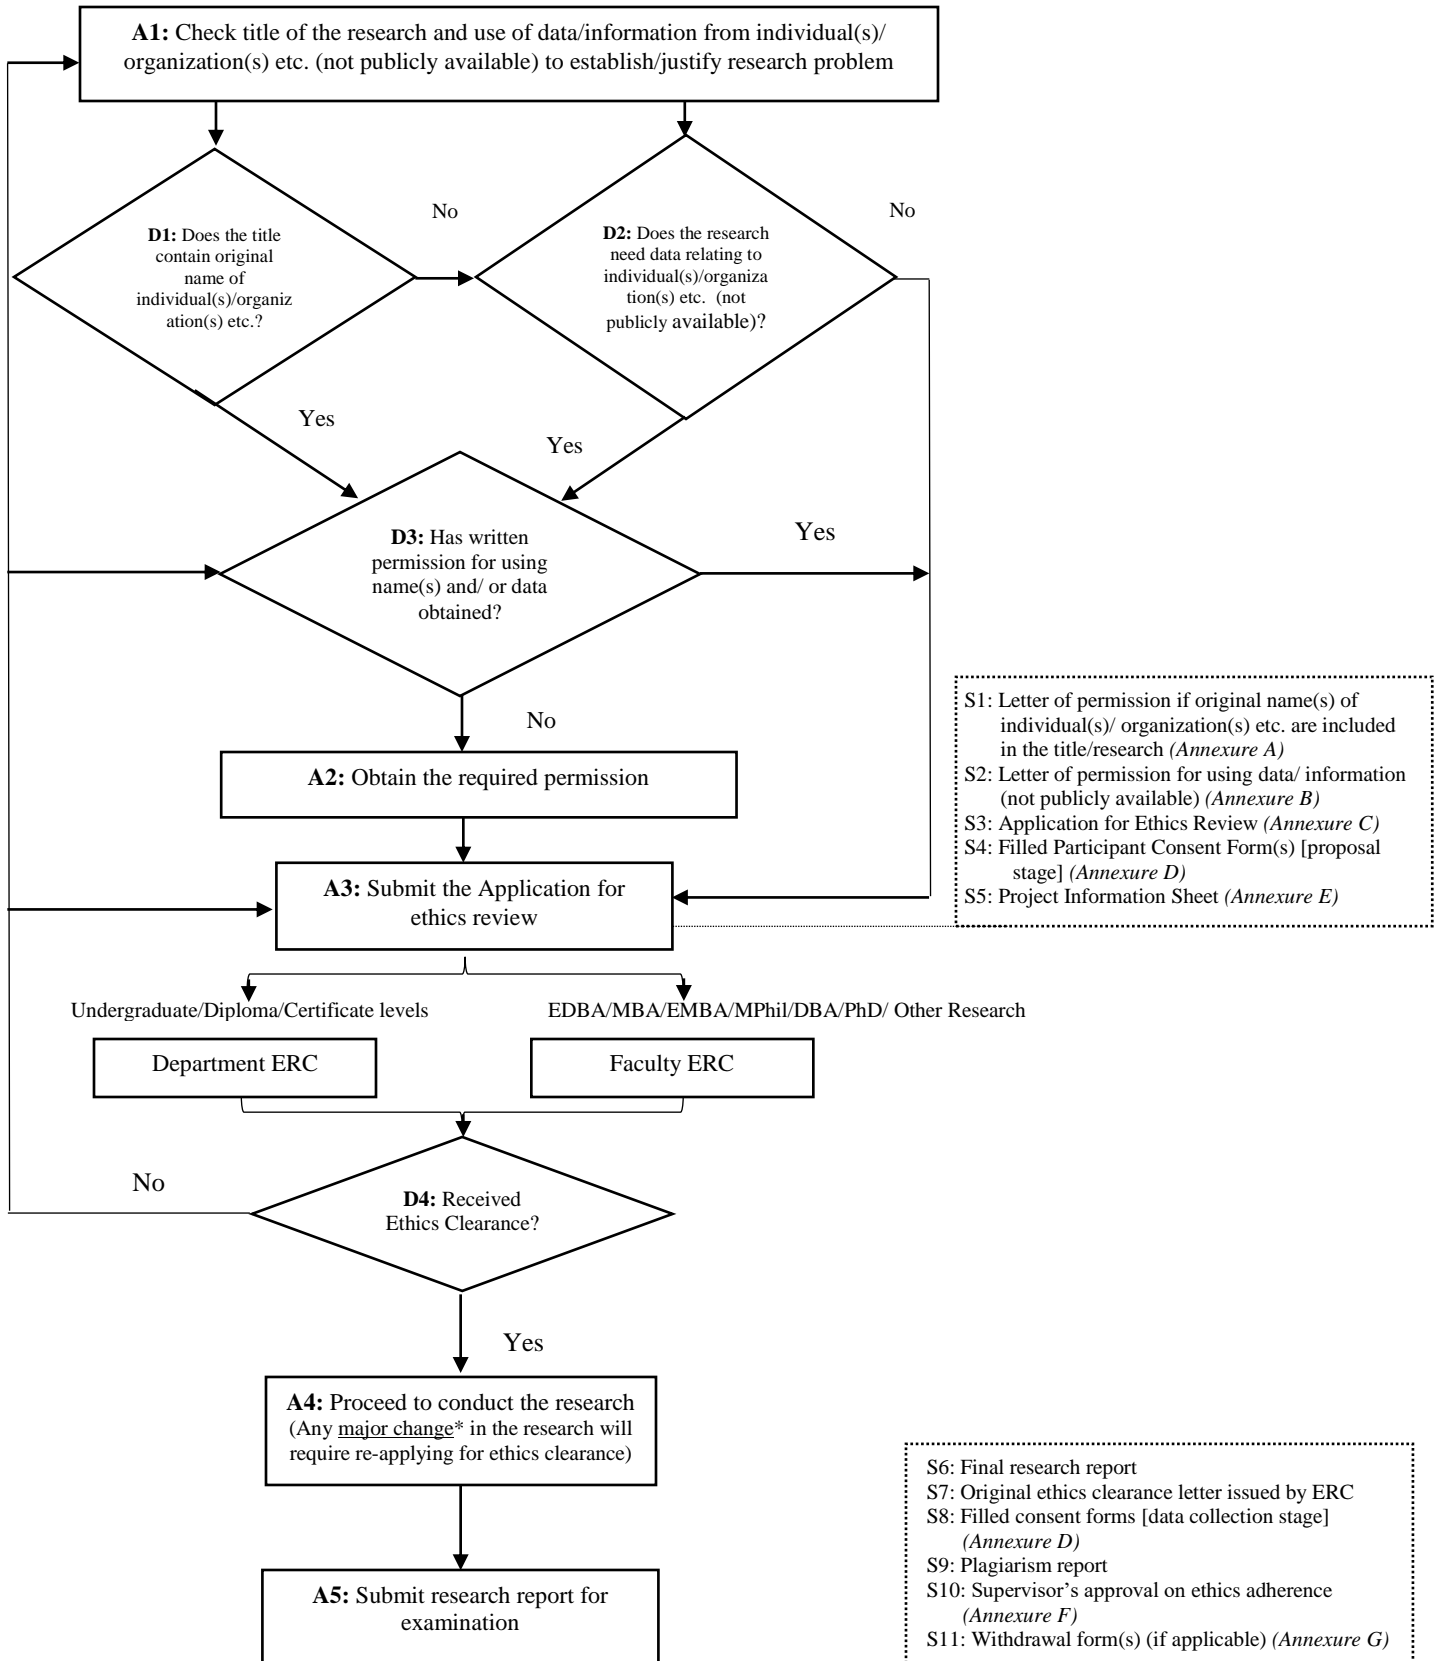 A1: Check title of the research and use of data/information from individual(s)/
organization(s) etc. (not publicly available) to establish/justify research problem
No
No
D1: Does the title
contain original
name of
individual(s)/organiz
ation(s) etc.?
D2: Does the research
need data relating to
individual(s)/organiza
tion(s) etc. (not
publicly available)?
Yes
Yes
D3: Has written
permission for using
name(s) and/ or data
obtained?
Yes
No
S1: Letter of permission if original name(s) of
individual(s)/ organization(s) etc. are included
in the title/research (Annexure A)
S2: Letter of permission for using data/ information
(not publicly available) (Annexure B)
S3: Application for Ethics Review (Annexure C)
S4: Filled Participant Consent Form(s) [proposal
stage] (Annexure D)
S5: Project Information Sheet (Annexure E)
A2: Obtain the required permission
A3: Submit the Application for
ethics review
Undergraduate/Diploma/Certificate levels
EDBA/MBA/EMBA/MPhil/DBA/PhD/ Other Research
Department ERC
Faculty ERC
No
D4: Received
Ethics Clearance?
Yes
A4: Proceed to conduct the research
(Any major change* in the research will
require re-applying for ethics clearance)
A5: Submit research report for
examination
S6: Final research report
S7: Original ethics clearance letter issued by ERC
S8: Filled consent forms [data collection stage]
(Annexure D)
S9: Plagiarism report
S10: Supervisor's approval on ethics adherence
(Annexure F)
S11: Withdrawal form(s) (if applicable) (Annexure G)